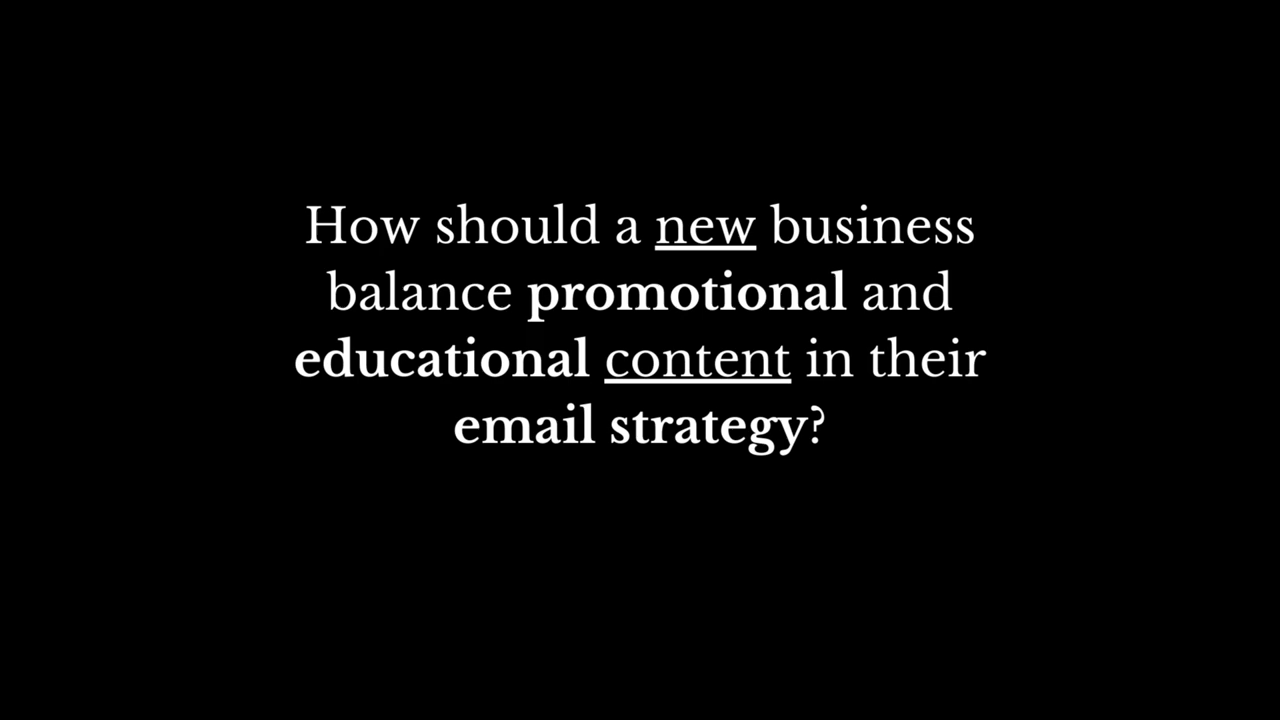 How should a new business
balance promotional and
educational content in their
email strategy?